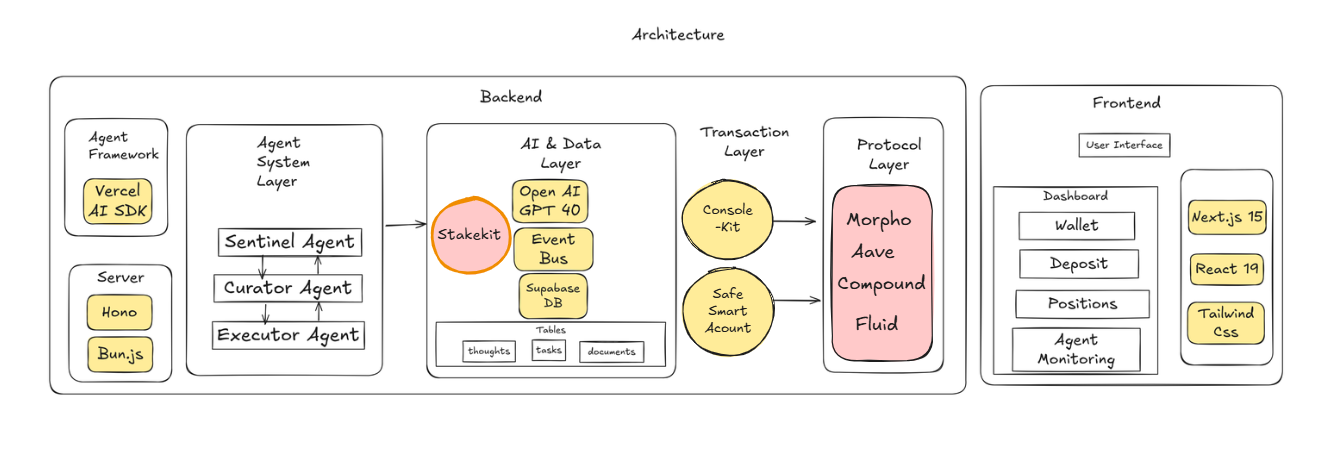 Architecture
Backend
Agent
Framework
Vercel
AI SDK
Server
Hono
Bun.js
Agent
System
Layer
Sentinel Agent
Curator Agent
Executor Agent
AI & Data
Layer
Stakekit
Open AI
GPT 40
Event
Bus
Supabase
DB
Tables
thoughts
tasks
documents
Transaction
Layer
Console
-Kit
Safe
Smart
Acount
Protocol
Layer
Morpho
Aave
Compound
Fluid
Frontend
User Interface
Dashboard
Wallet
Deposit
Positions
Agent
Monitoring
Next.js 15
React 19
Tailwind
Css